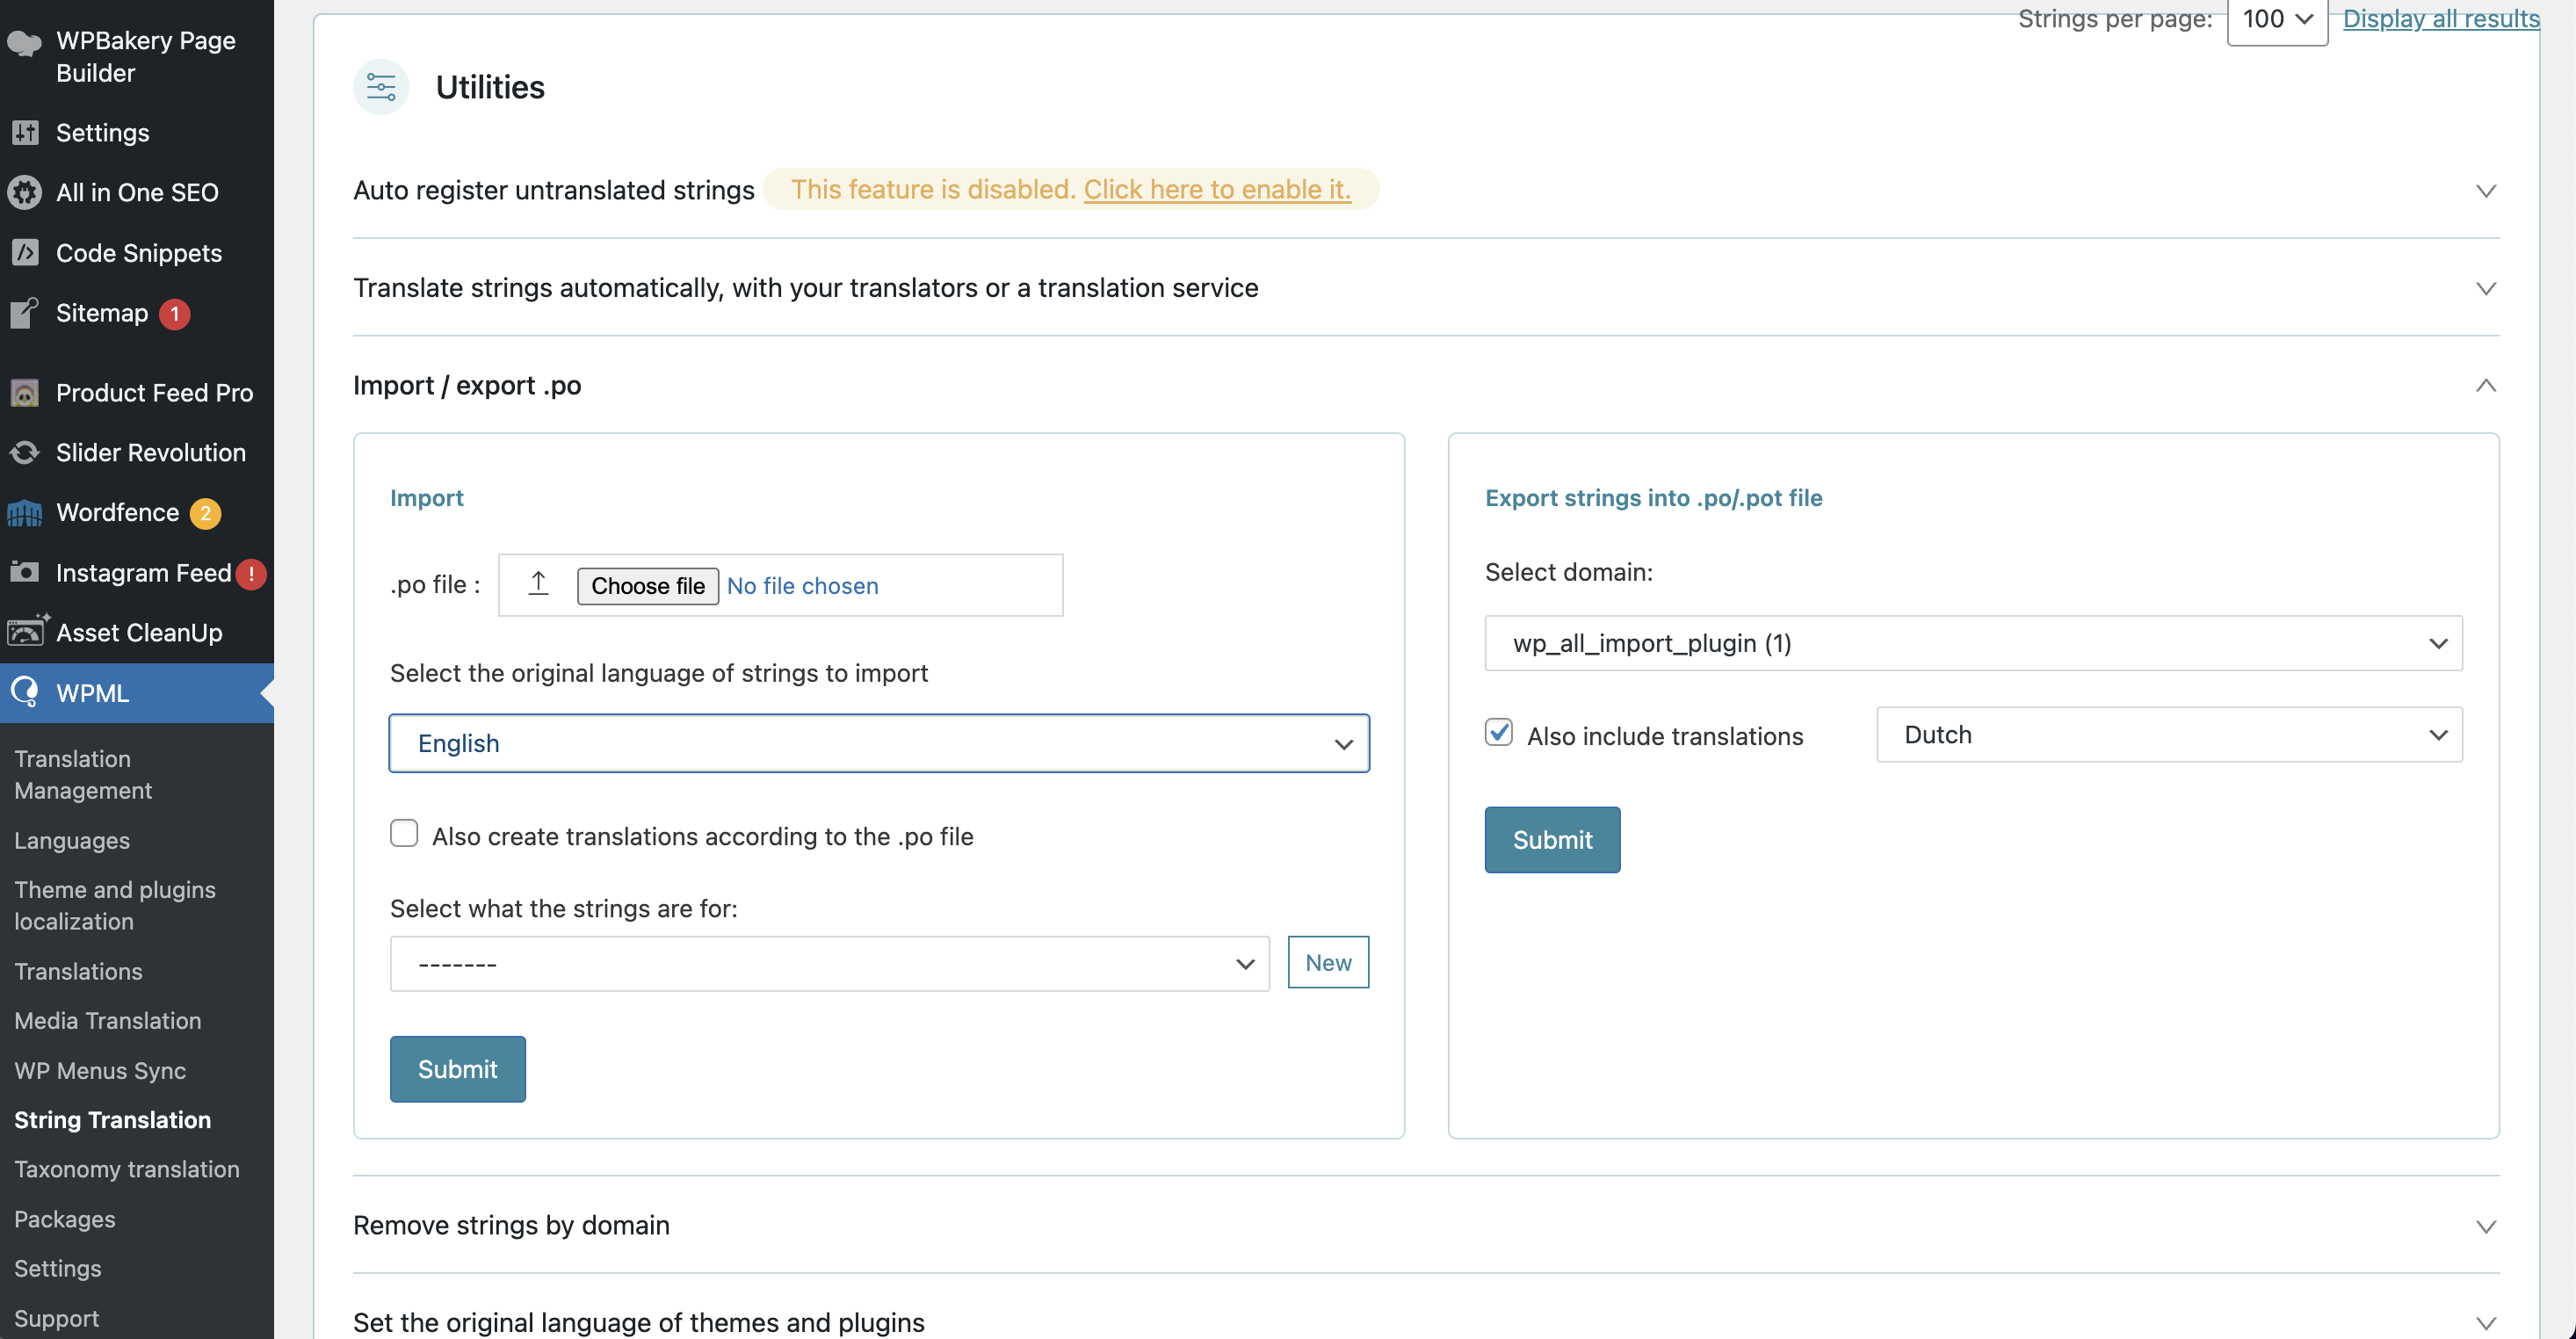 WPBakery Page
Builder
Settings
All in One SEO
Code Snippets
Sitemap 1
Product Feed Pro
Slider Revolution
Wordfence 2
Instagram Feed !
Asset CleanUp
WPML
Translation
Management
Languages
Theme and plugins
localization
Translations
Media Translation
WP Menus Sync
String Translation
Taxonomy translation
Packages
Settings
Support
Strings per page: 100 Display all results
Utilities
Auto register untranslated strings This feature is disabled. Click here to enable it.
Translate strings automatically, with your translators or a translation service
Import / export .po
Import
.po file : Choose file No file chosen
Select the original language of strings to import
English
Also create translations according to the .po file
Select what the strings are for:
------- New
Submit
Export strings into .po/.pot file
Select domain:
wp_all_import_plugin (1)
Also include translations Dutch
Submit
Remove strings by domain
Set the original language of themes and plugins